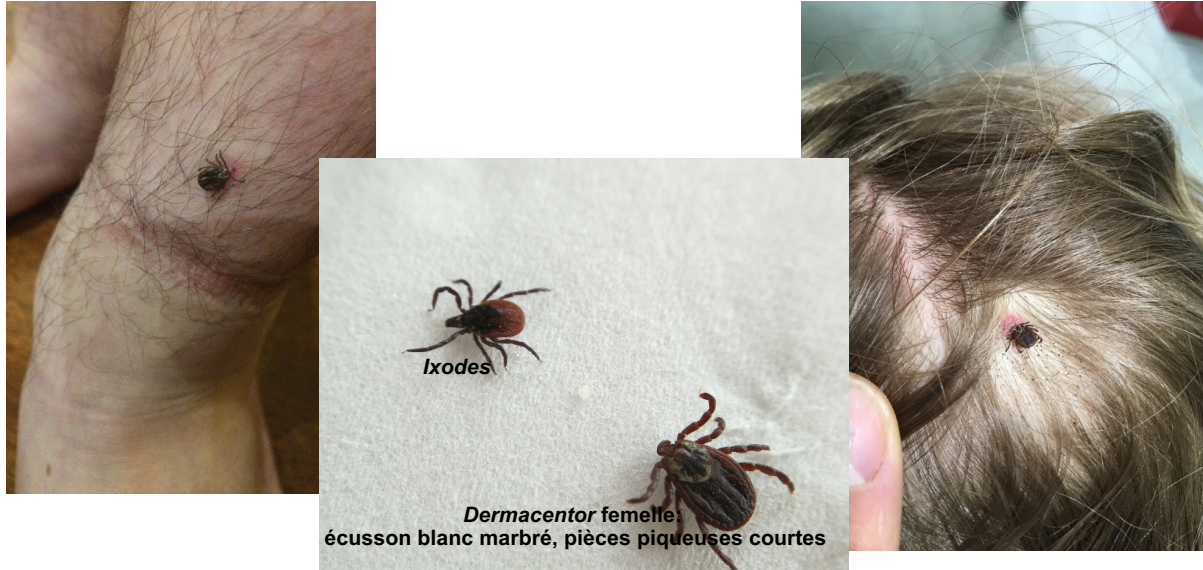 Ixodes
Dermacentor femelle:
écusson blanc marbré, pièces piqueuses courtes